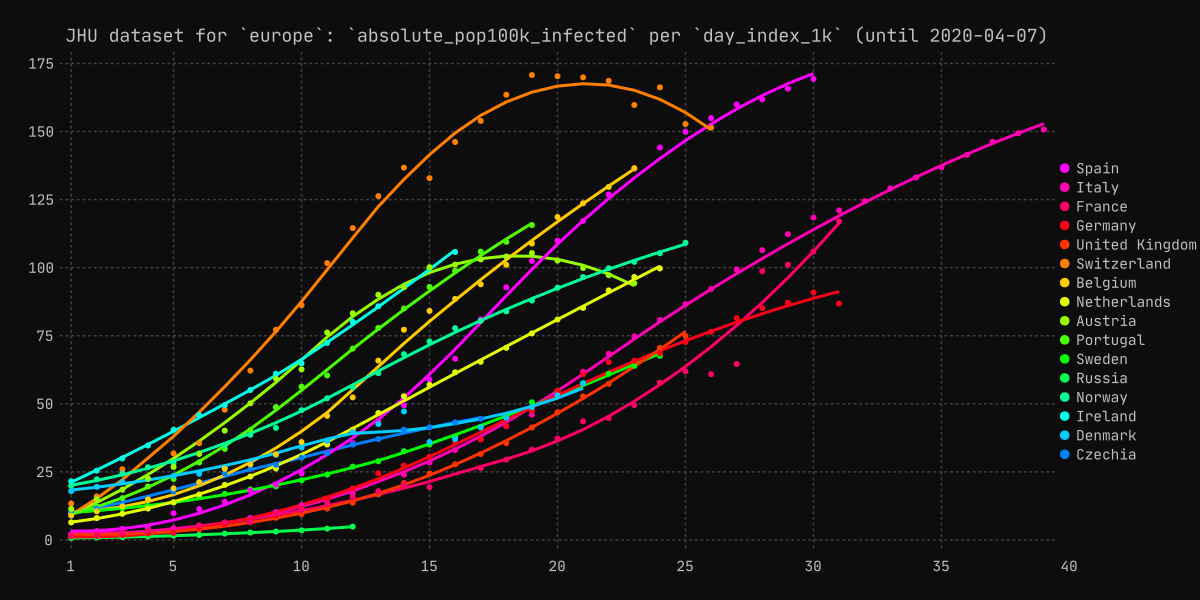 JHU dataset for `europe`: `absolute_pop100k_infected` per `day_index_1k` (until 2020-04-07)
175
150
125
100
75
50
25
0
1 5 10 15 20 25 30 35 40
Spain
Italy
France
Germany
United Kingdom
Switzerland
Belgium
Netherlands
Austria
Portugal
Sweden
Russia
Norway
Ireland
Denmark
Czechia